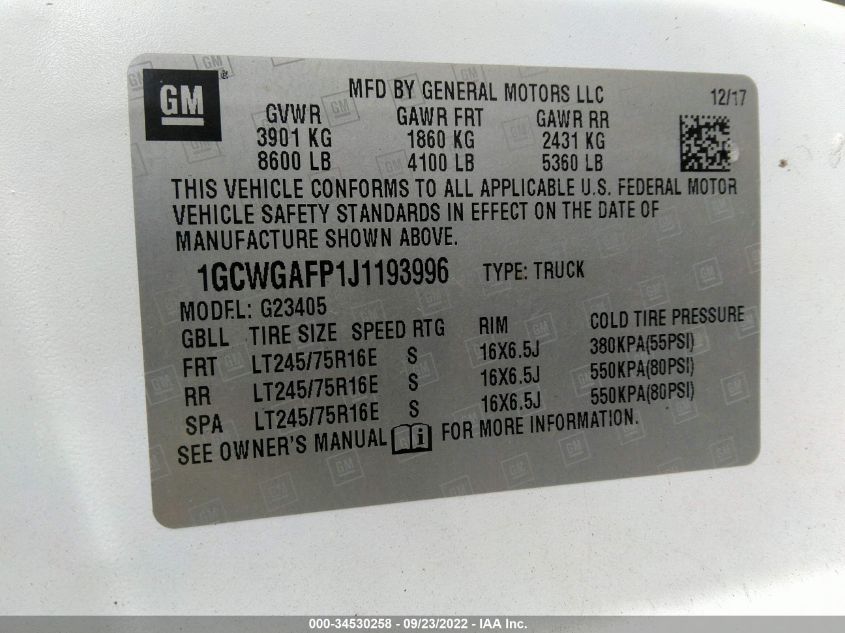 GM ®
MFD BY GENERAL MOTORS LLC 12/17
GVWR GAWR FRT GAWR RR
3901 KG 1860 KG 2431 KG
8600 LB 4100 LB 5360 LB
THIS VEHICLE CONFORMS TO ALL APPLICABLE U.S. FEDERAL MOTOR
VEHICLE SAFETY STANDARDS IN EFFECT ON THE DATE OF
MANUFACTURE SHOWN ABOVE.
1GCWGAFP1J1193996 TYPE: TRUCK
MODEL: G23405
GBLL TIRE SIZE SPEED RTG RIM COLD TIRE PRESSURE
FRT LT245/75R16E S 16X6.5J 380KPA(55PSI)
RR LT245/75R16E S 16X6.5J 550KPA(80PSI)
SPA LT245/75R16E S 16X6.5J 550KPA(80PSI)
SEE OWNER'S MANUAL i FOR MORE INFORMATION.
000-34530258 - 09/23/2022 - IAA Inc.